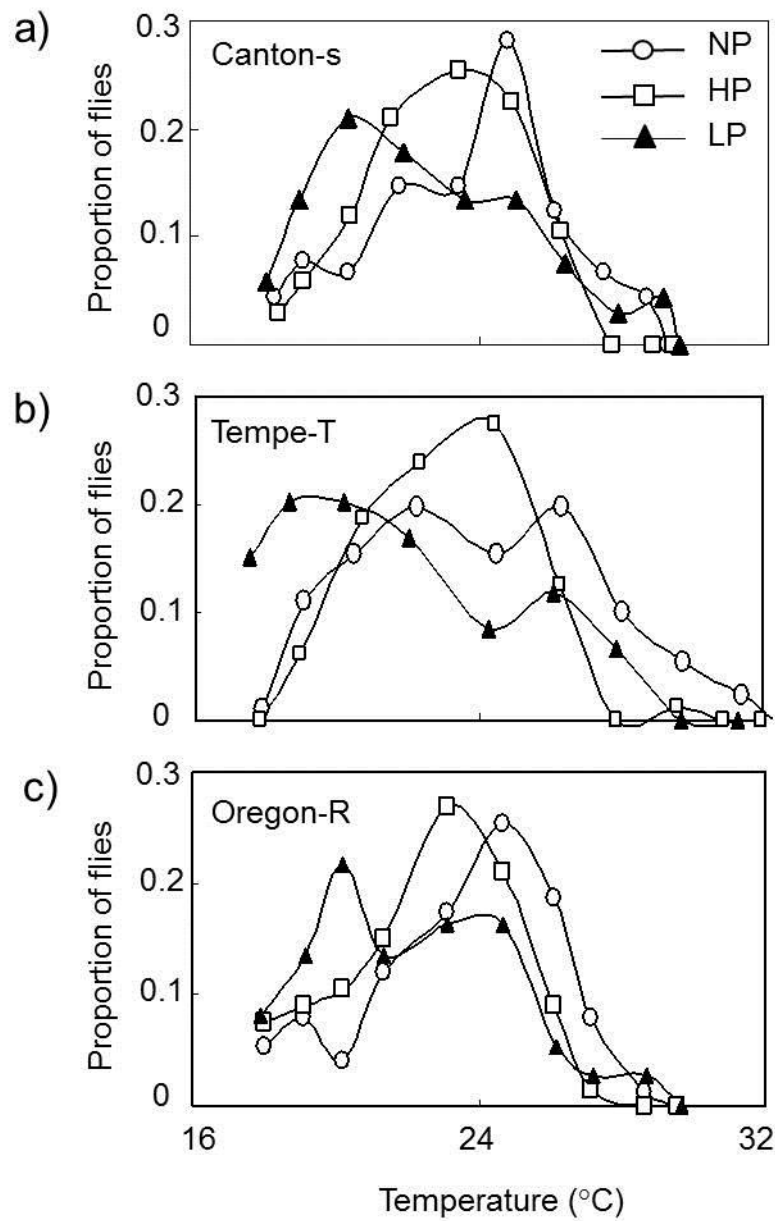 a)
Canton-s
NP
HP
LP
Proportion of flies
0.3
0.2
0.1
0
b)
Tempe-T
Proportion of flies
0.3
0.2
0.1
0
c)
Oregon-R
Proportion of flies
0.3
0.2
0.1
0
16 24 32
Temperature (°C)